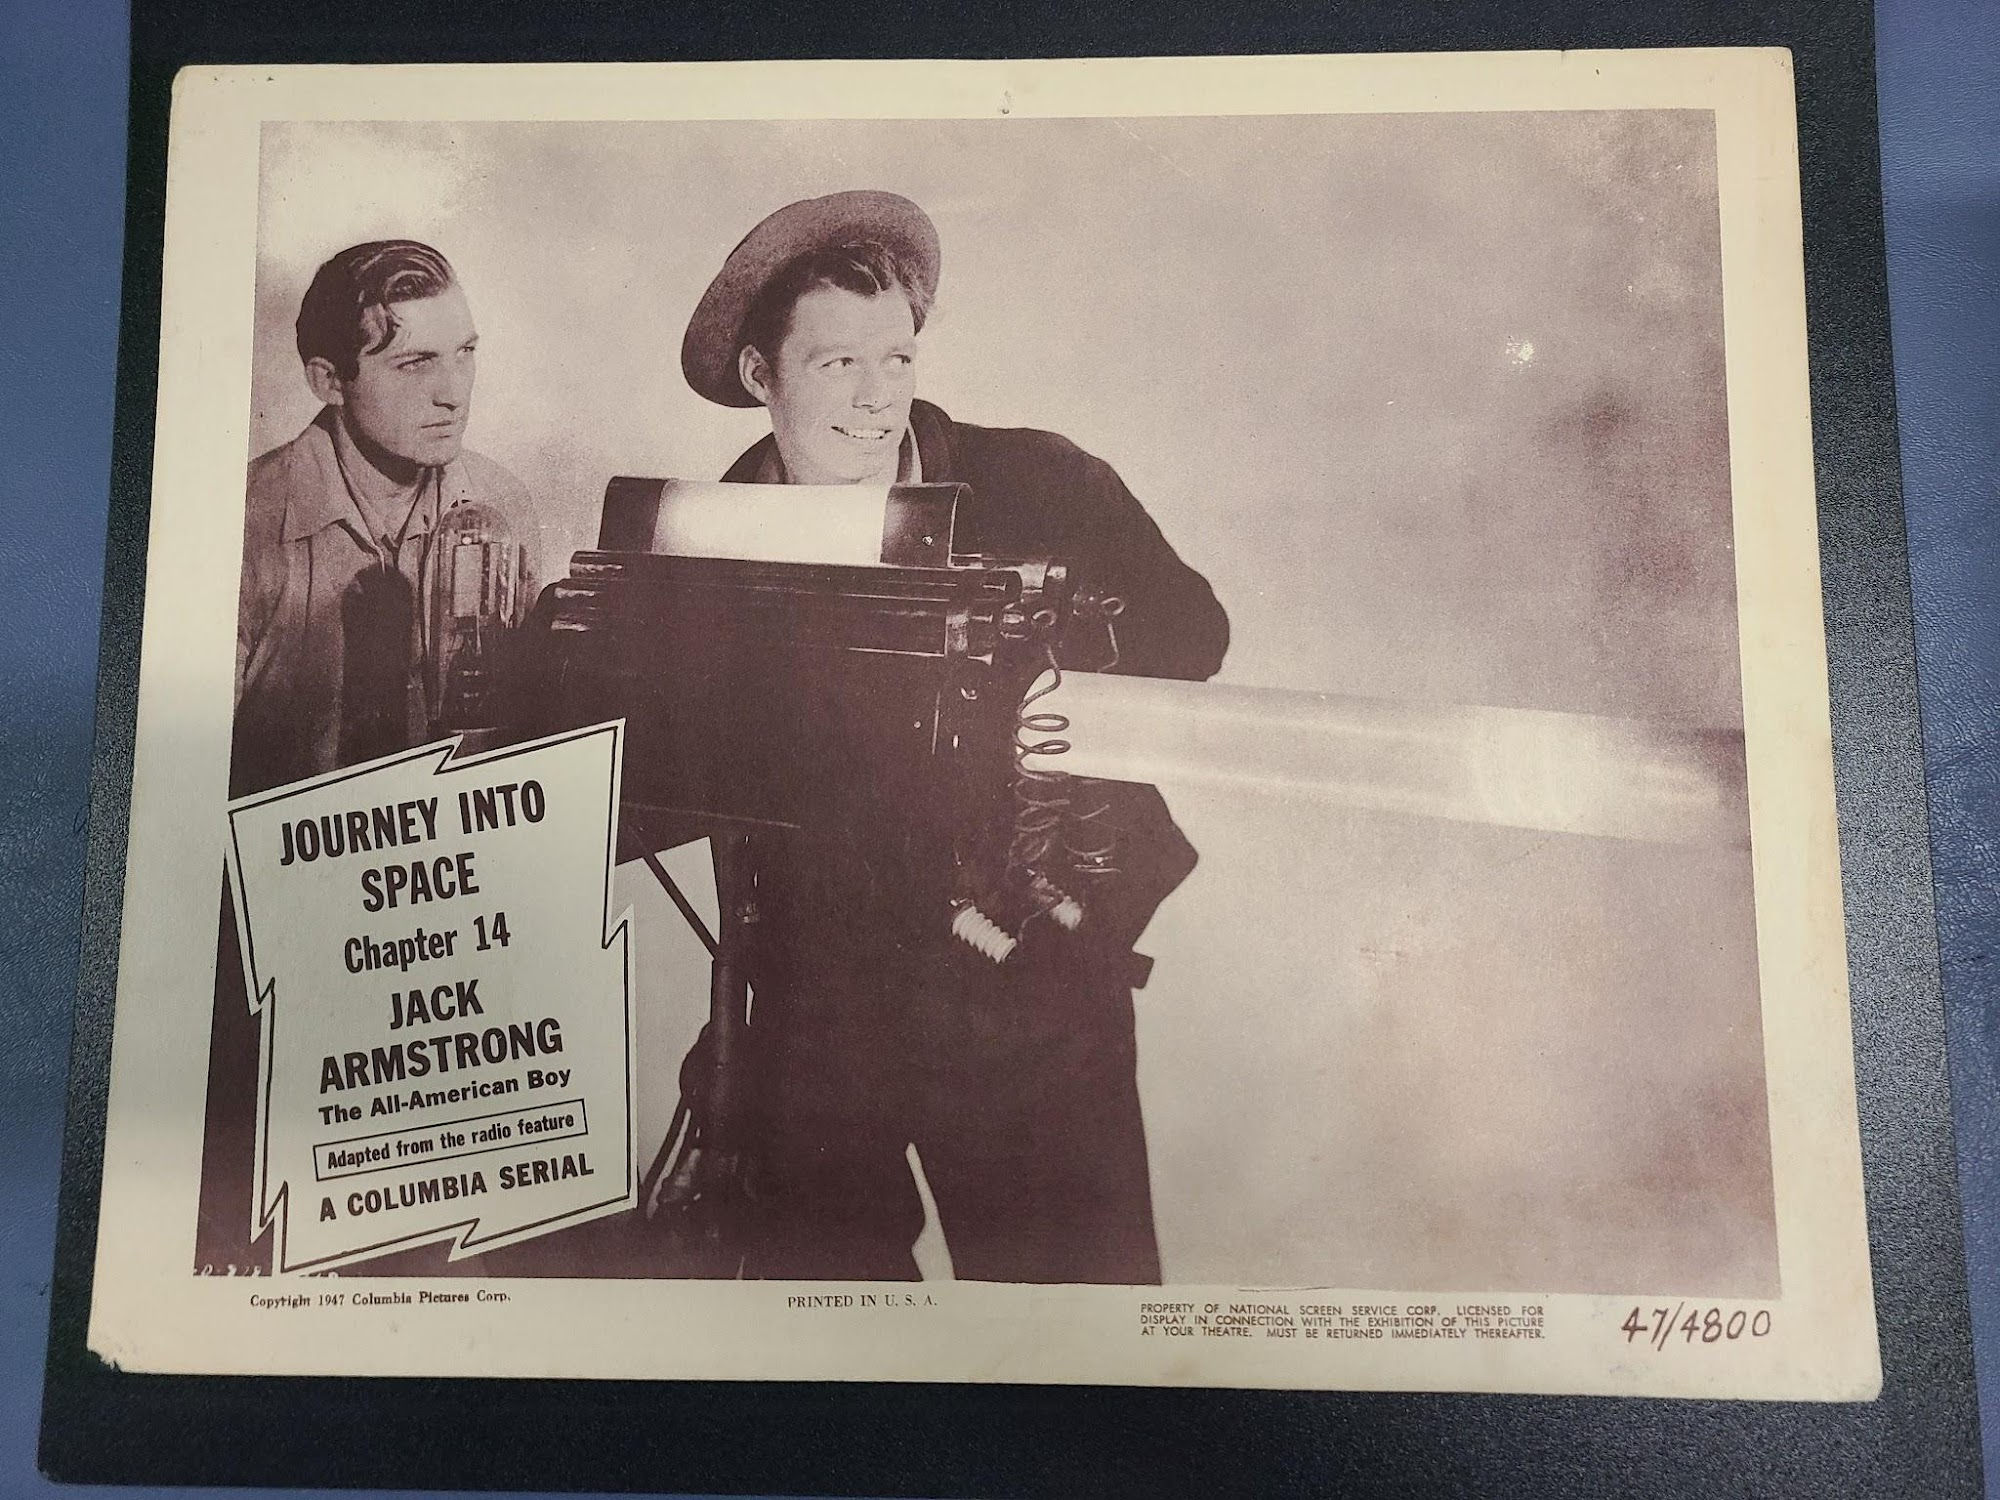 JOURNEY INTO
SPACE
Chapter 14
JACK
ARMSTRONG
The All-American Boy
Adapted from the radio feature
A COLUMBIA SERIAL
Copyright 1947 Columbia Pictures Corp.
PRINTED IN U. S. A.
PROPERTY OF NATIONAL SCREEN SERVICE CORP. LICENSED FOR
DISPLAY IN CONNECTION WITH THE EXHIBITION OF THIS PICTURE
AT YOUR THEATRE. MUST BE RETURNED IMMEDIATELY THEREAFTER.
47/4800